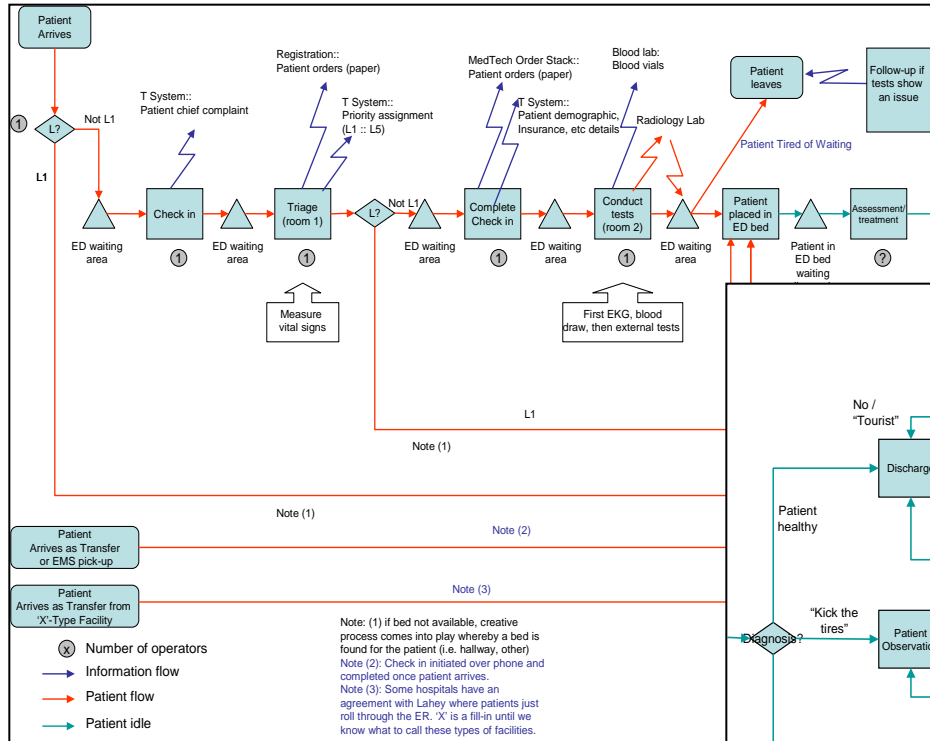 Patient
Arrives
Registration::
Patient orders (paper)
MedTech Order Stack::
Patient orders (paper)
Blood lab:
Blood vials
Patient
leaves
Follow-up if
tests show
an issue
T System::
Patient chief complaint
T System::
Priority assignment
(L1 :: L5)
T System::
Patient demographic,
Insurance, etc details
Radiology Lab
1
L?
Not L1
L1
Patient Tired of Waiting
Check in
Triage
(room 1)
L?
Not L1
Complete
Check in
Conduct
tests
(room 2)
Patient
placed in
ED bed
Assessment/
treatment
ED waiting
area
1
ED waiting
area
1
ED waiting
area
1
ED waiting
area
1
ED waiting
area
Patient in
ED bed
waiting
?
Measure
vital signs
First EKG, blood
draw, then external tests
L1
Note (1)
Note (1)
No /
“Tourist”
Discharge
Patient
healthy
Patient
Arrives as Transfer
or EMS pick-up
Note (2)
Patient
Arrives as Transfer from
‘X’-Type Facility
Note (3)
“Kick the
tires”
Diagnosis?
Patient
Observation
x Number of operators
Information flow
Patient flow
Patient idle
Note: (1) if bed not available, creative
process comes into play whereby a bed is
found for the patient (i.e. hallway, other)
Note (2): Check in initiated over phone and
completed once patient arrives.
Note (3): Some hospitals have an
agreement with Lahey where patients just
roll through the ER. ‘X’ is a fill-in until we
know what to call these types of facilities.